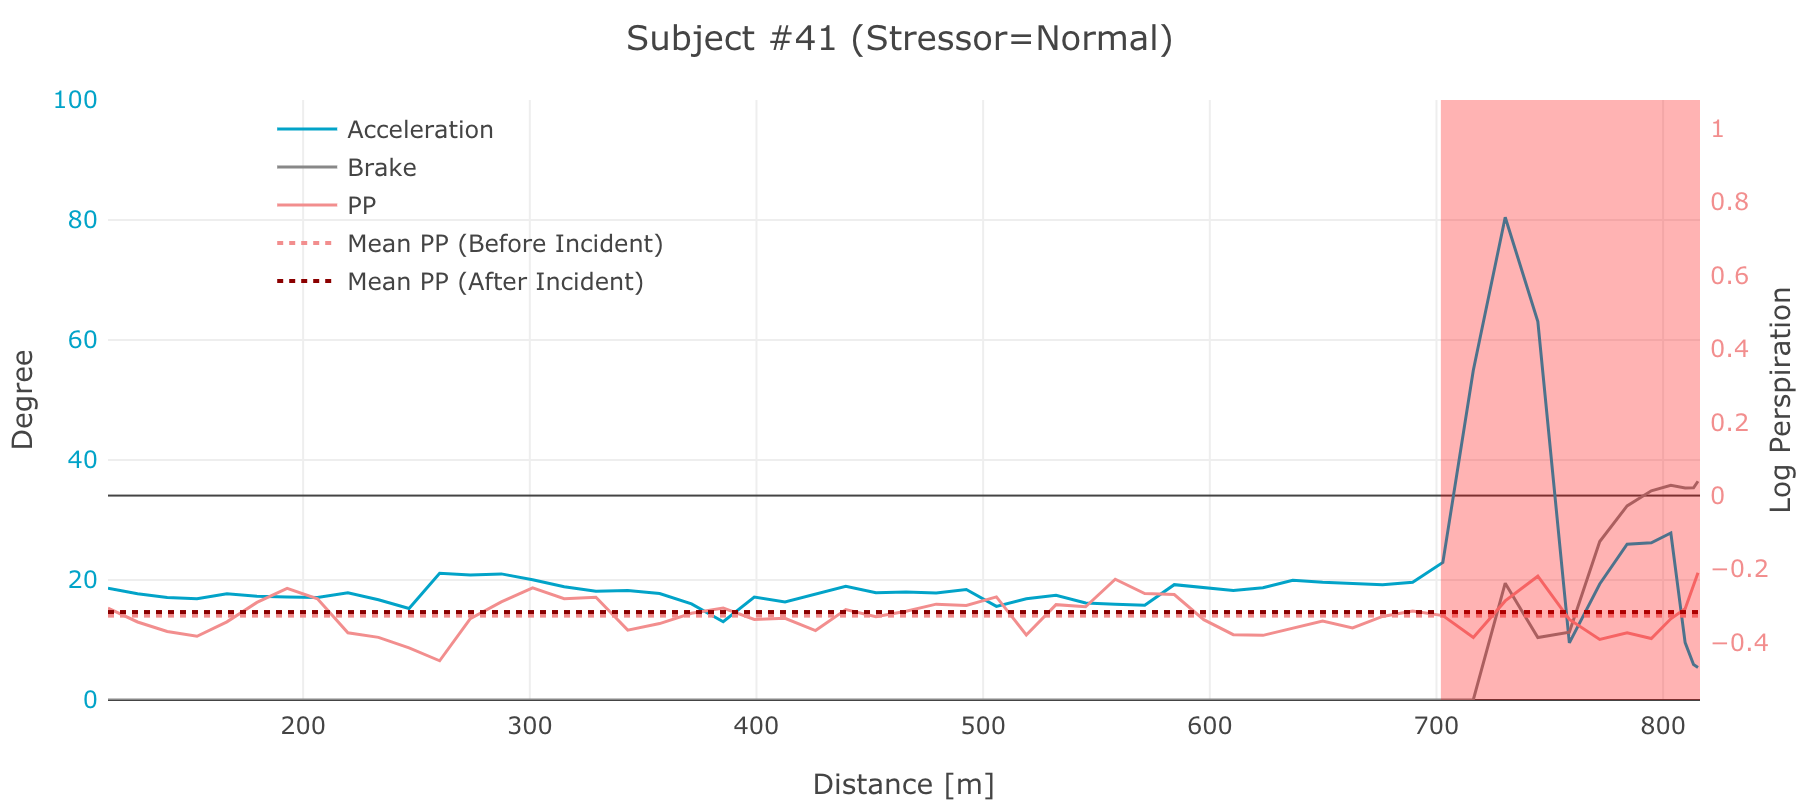 Subject #41 (Stressor=Normal)
Acceleration
Brake
PP
Mean PP (Before Incident)
Mean PP (After Incident)
Degree
100
80
60
40
20
0
1
0.8
0.6
0.4
0.2
0
−0.2
−0.4
Log Perspiration
200 300 400 500 600 700 800
Distance [m]